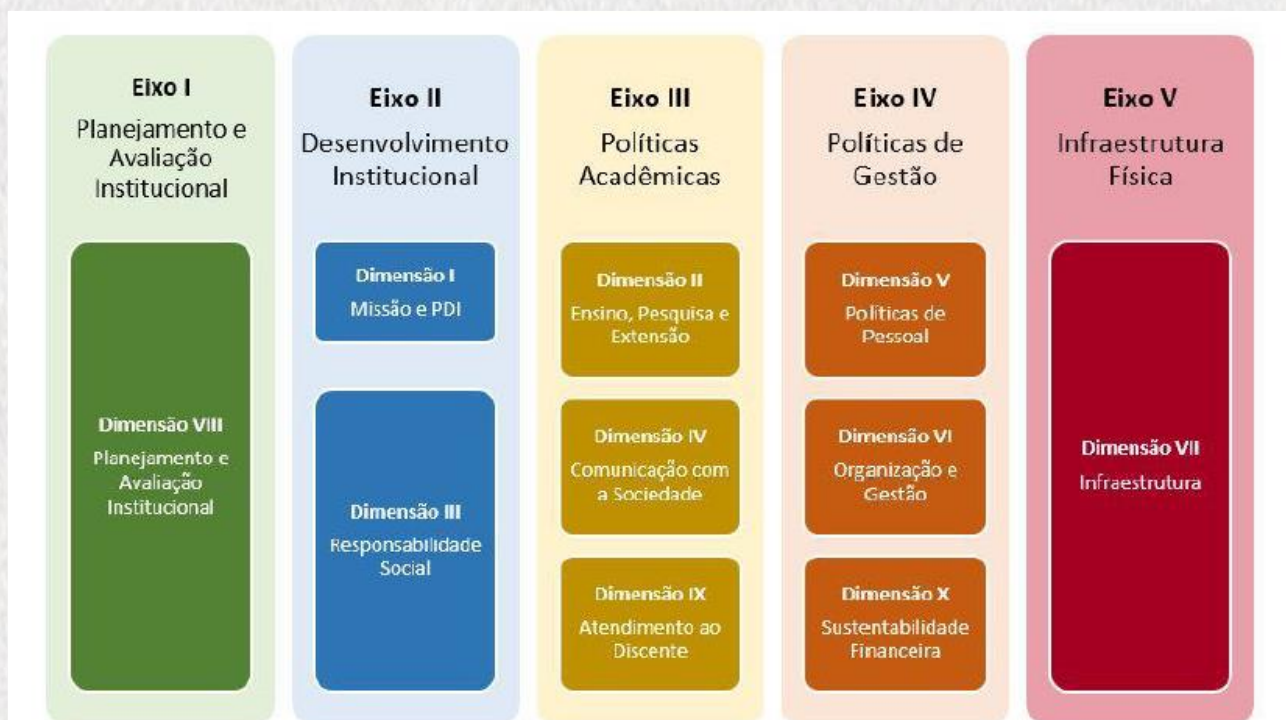 Eixo I
Planejamento e
Avaliação
Institucional
Dimensão VIII
Planejamento e
Avaliação
Institucional
Eixo II
Desenvolvimento
Institucional
Dimensão I
Missão e PDI
Dimensão III
Responsabilidade
Social
Eixo III
Políticas
Acadêmicas
Dimensão II
Ensino, Pesquisa e
Extensão
Dimensão IV
Comunicação com
a Sociedade
Dimensão IX
Atendimento ao
Discente
Eixo IV
Políticas de
Gestão
Dimensão V
Políticas de
Pessoal
Dimensão VI
Organização e
Gestão
Dimensão X
Sustentabilidade
Financeira
Eixo V
Infraestrutura
Física
Dimensão VII
Infraestrutura